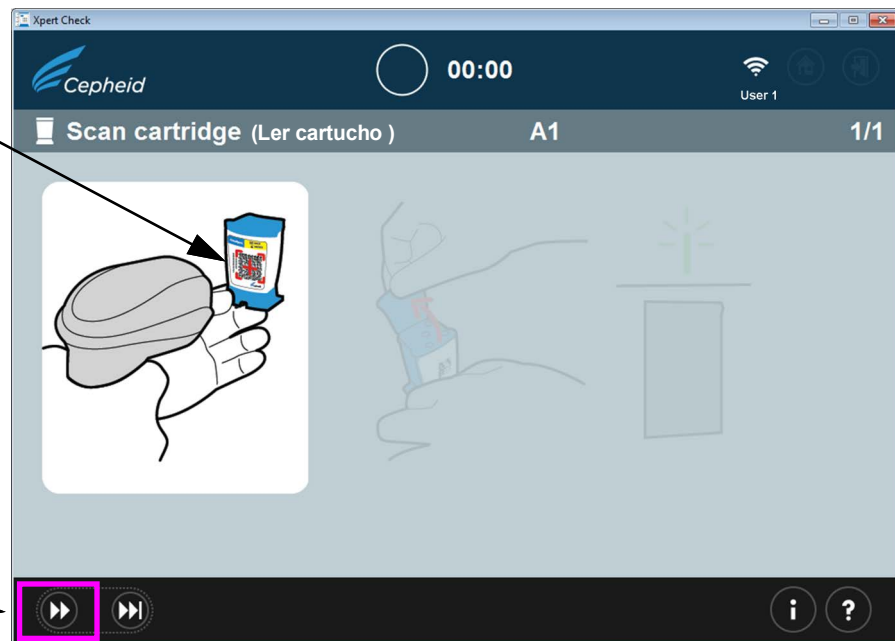 Xpert Check
Cepheid
00:00
User 1
Scan cartridge (Ler cartucho )
A1
1/1
i
?